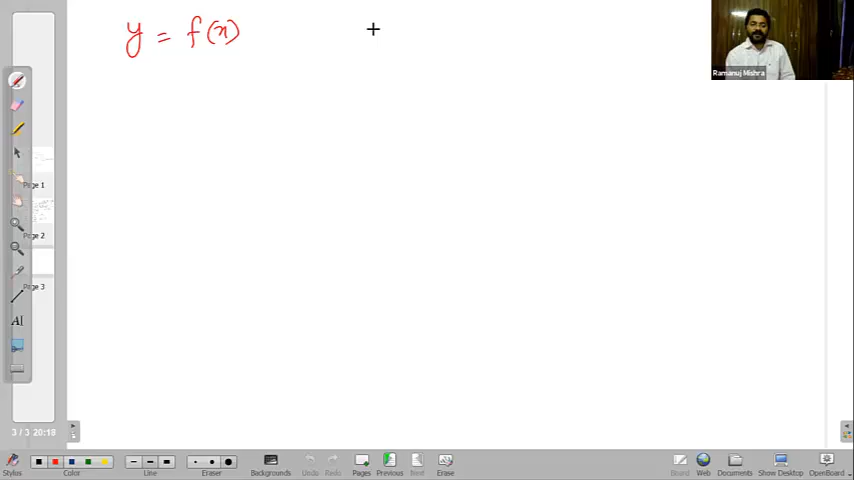 y = f(x)
Ramanuj Mishra
Page 1
Page 2
Page 3
3 / 3 20:18
Stylus
Color
Line
Eraser
Backgrounds
Undo
Redo
Pages
Previous
Next
Erase
Board
Web
Documents
Show Desktop
OpenBoard